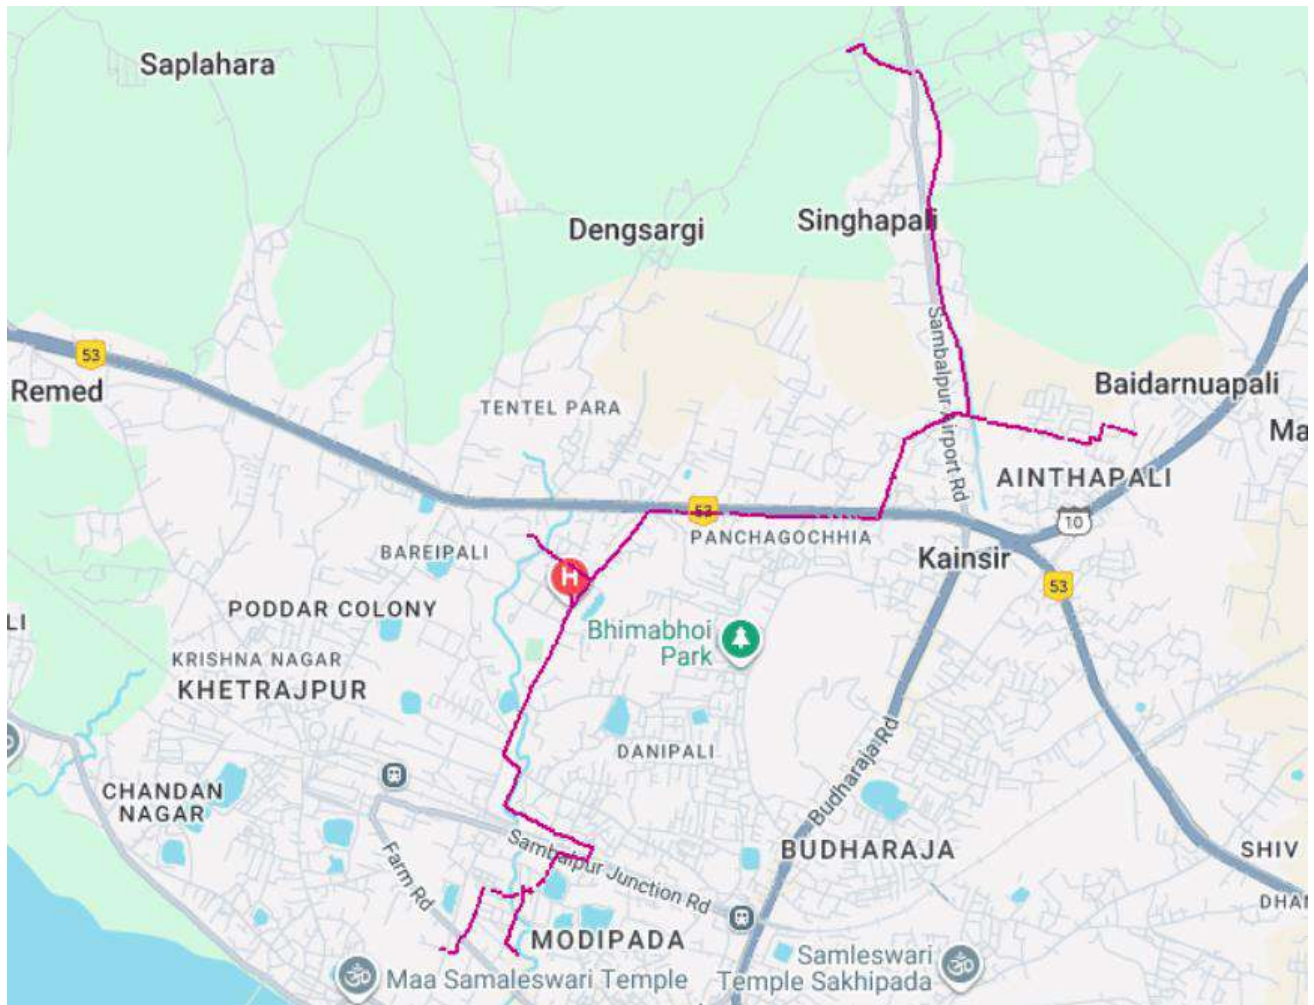 Saplahara
Dengsargi
Singhapali
53
Remed
Sambalpur Airport Rd
Baidarnuapali
TENTEL PARA
Ma
AINTHAPALI
53
10
PANCHAGOCHHIA
BAREIPALI
Kainsir
H
53
PODDAR COLONY
LI
Bhimabhoi
Park
KRISHNA NAGAR
KHETRAJPUR
DANIPALI
Budharaja Rd
CHANDAN
NAGAR
Sambalpur Junction Rd
BUDHARAJA
SHIV
Farm Rd
DHAN
MODIPADA
Samleswari
Temple Sakhipada
Maa Samaleswari Temple